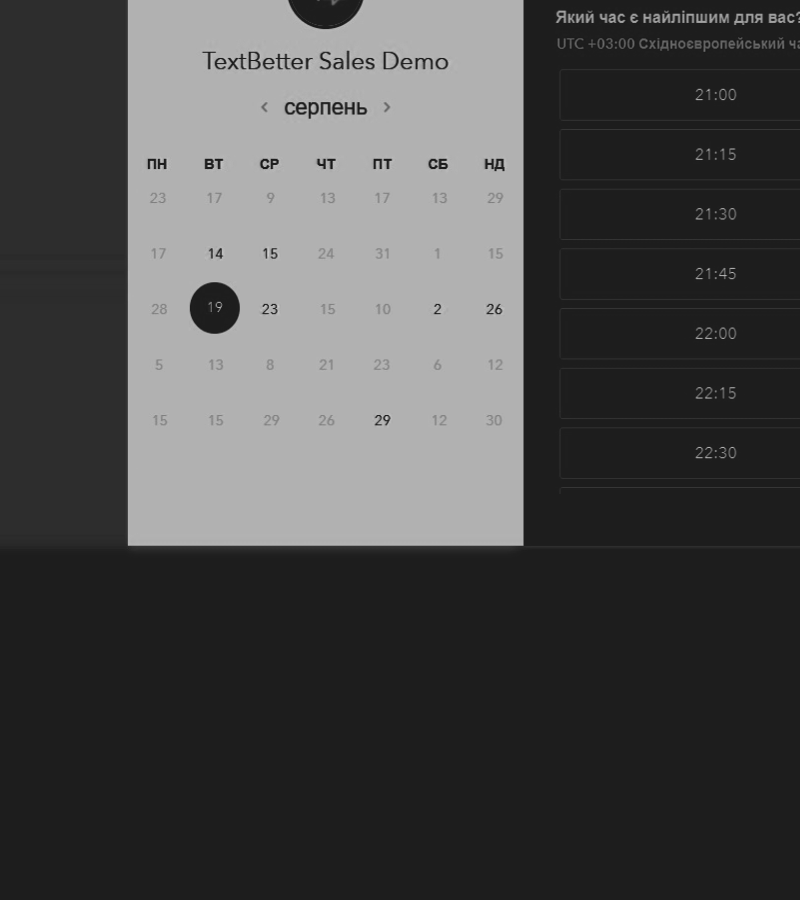 TextBetter Sales Demo
серпень
ПН ВТ СР ЧТ ПТ СБ НД
23 17 9 13 17 13 29
17 14 15 24 31 1 15
28 19 23 15 10 2 26
5 13 8 21 23 6 12
15 15 29 26 29 12 30
Який час є найліпшим для вас?
UTC +03:00 Східноєвропейський
21:00
21:15
21:30
21:45
22:00
22:15
22:30